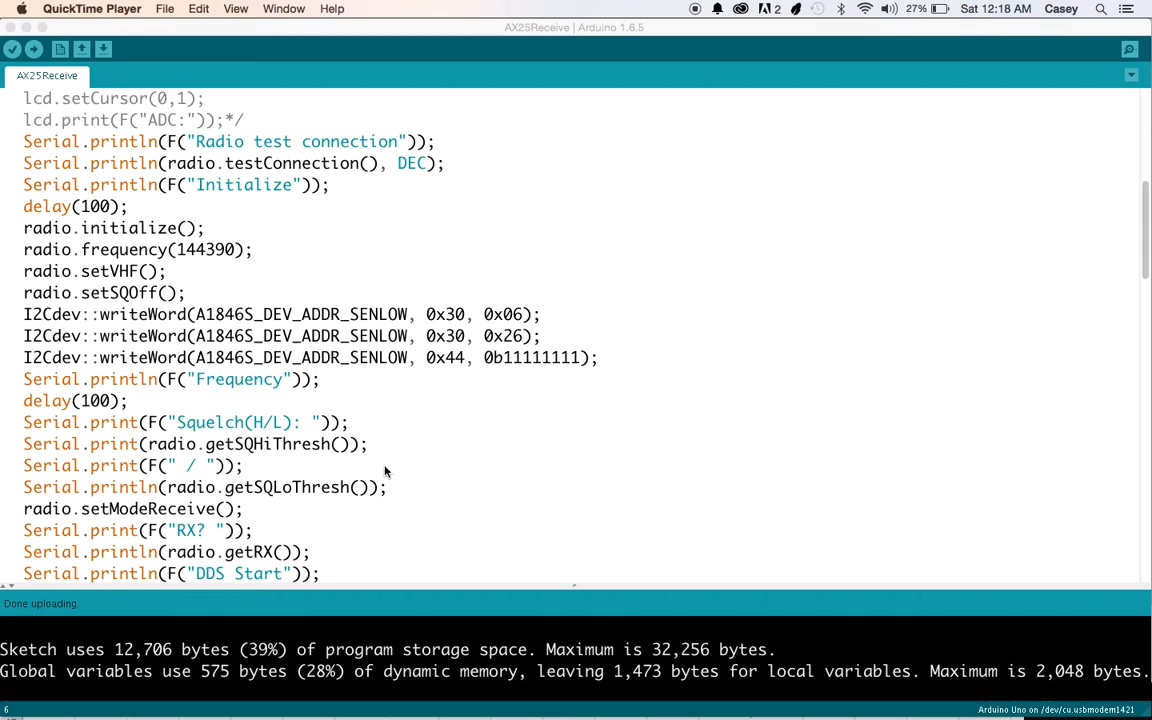 QuickTime Player File Edit View Window Help 2 27% Sat 12:18 AM Casey
AX25Receive | Arduino 1.6.5
AX25Receive
lcd.setCursor(0,1);
lcd.print(F("ADC:"));*/
Serial.println(F("Radio test connection"));
Serial.println(radio.testConnection(), DEC);
Serial.println(F("Initialize"));
delay(100);
radio.initialize();
radio.frequency(144390);
radio.setVHF();
radio.setSQOff();
I2Cdev::writeWord(A1846S_DEV_ADDR_SENLOW, 0x30, 0x06);
I2Cdev::writeWord(A1846S_DEV_ADDR_SENLOW, 0x30, 0x26);
I2Cdev::writeWord(A1846S_DEV_ADDR_SENLOW, 0x44, 0b11111111);
Serial.println(F("Frequency"));
delay(100);
Serial.print(F("Squelch(H/L): "));
Serial.print(radio.getSQHiThresh());
Serial.print(F(" / "));
Serial.println(radio.getSQLoThresh());
radio.setModeReceive();
Serial.print(F("RX? "));
Serial.println(radio.getRX());
Serial.println(F("DDS Start"));
Done uploading.
Sketch uses 12,706 bytes (39%) of program storage space. Maximum is 32,256 bytes.
Global variables use 575 bytes (28%) of dynamic memory, leaving 1,473 bytes for local variables. Maximum is 2,048 bytes.
6 Arduino Uno on /dev/cu.usbmodem1421